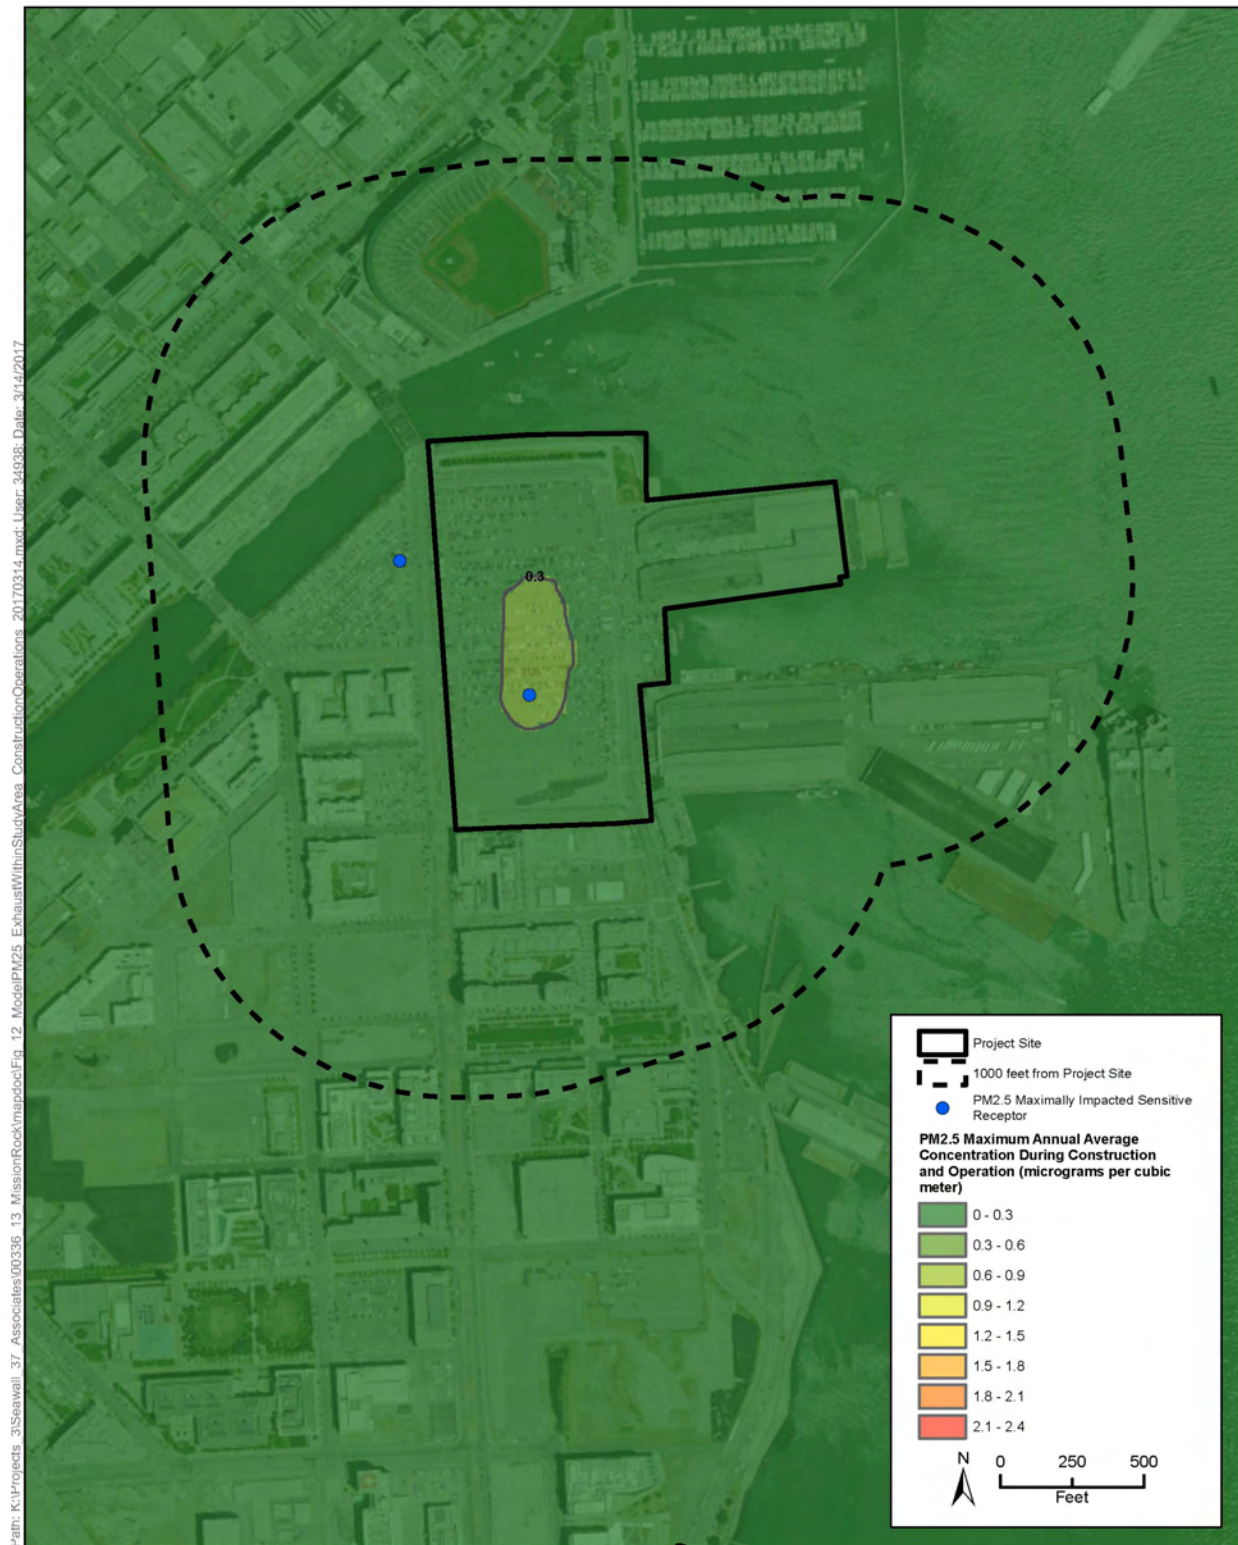 Path: K:\Projects_3\Seawall_37_Associates\00336_13_MissionRock\mapdoc\Fig_12_ModelPM25_ExhaustWithinStudyArea_ConstructionOperations_20170314.mxd; User: 34938; Date: 3/14/2017
0.3
Project Site
1000 feet from Project Site
PM2.5 Maximally Impacted Sensitive
Receptor
PM2.5 Maximum Annual Average
Concentration During Construction
and Operation (micrograms per cubic
meter)
0 - 0.3
0.3 - 0.6
0.6 - 0.9
0.9 - 1.2
1.2 - 1.5
1.5 - 1.8
1.8 - 2.1
2.1 - 2.4
N
0 250 500
Feet